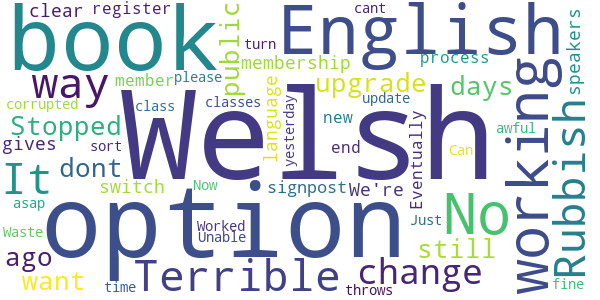 clear register cant
book English
turn public membership process speakers
way member please upgrade days
corrupted class classes update
Stopped language yesterday new awful
gives Welsh end working Rubbish
It dont sort Can
switch signpost We're Eventually
asap option No
Now Worked Just
Waste Unable still
ago Terrible change
want time throws fine